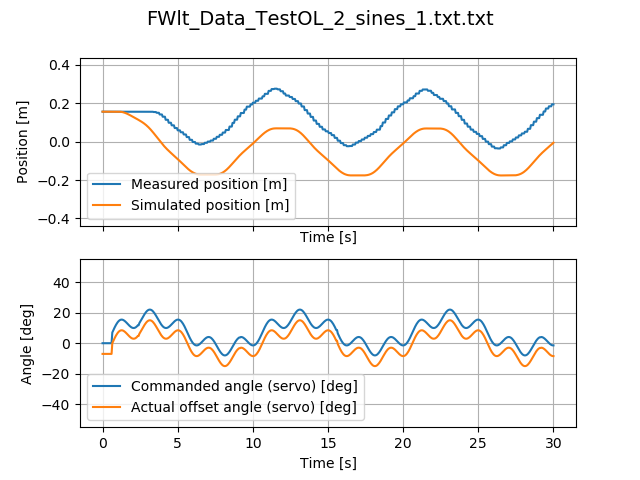 FWlt_Data_TestOL_2_sines_1.txt.txt
0.4
0.2
0.0
−0.2
−0.4
Position [m]
Measured position [m]
Simulated position [m]
Time [s]
40
20
0
−20
−40
Angle [deg]
Commanded angle (servo) [deg]
Actual offset angle (servo) [deg]
0 5 10 15 20 25 30
Time [s]